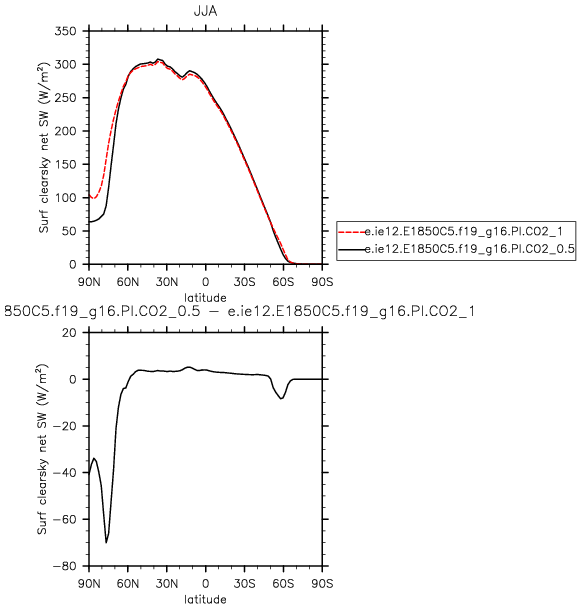 JJA
350
300
250
200
150
100
50
0
Surf clearsky net SW (W/m²)
90N 60N 30N 0 30S 60S 90S
latitude
e.ie12.E1850C5.f19_g16.PI.CO2_1
e.ie12.E1850C5.f19_g16.PI.CO2_0.5
850C5.f19_g16.PI.CO2_0.5 − e.ie12.E1850C5.f19_g16.PI.CO2_1
20
0
−20
−40
−60
−80
Surf clearsky net SW (W/m²)
90N 60N 30N 0 30S 60S 90S
latitude